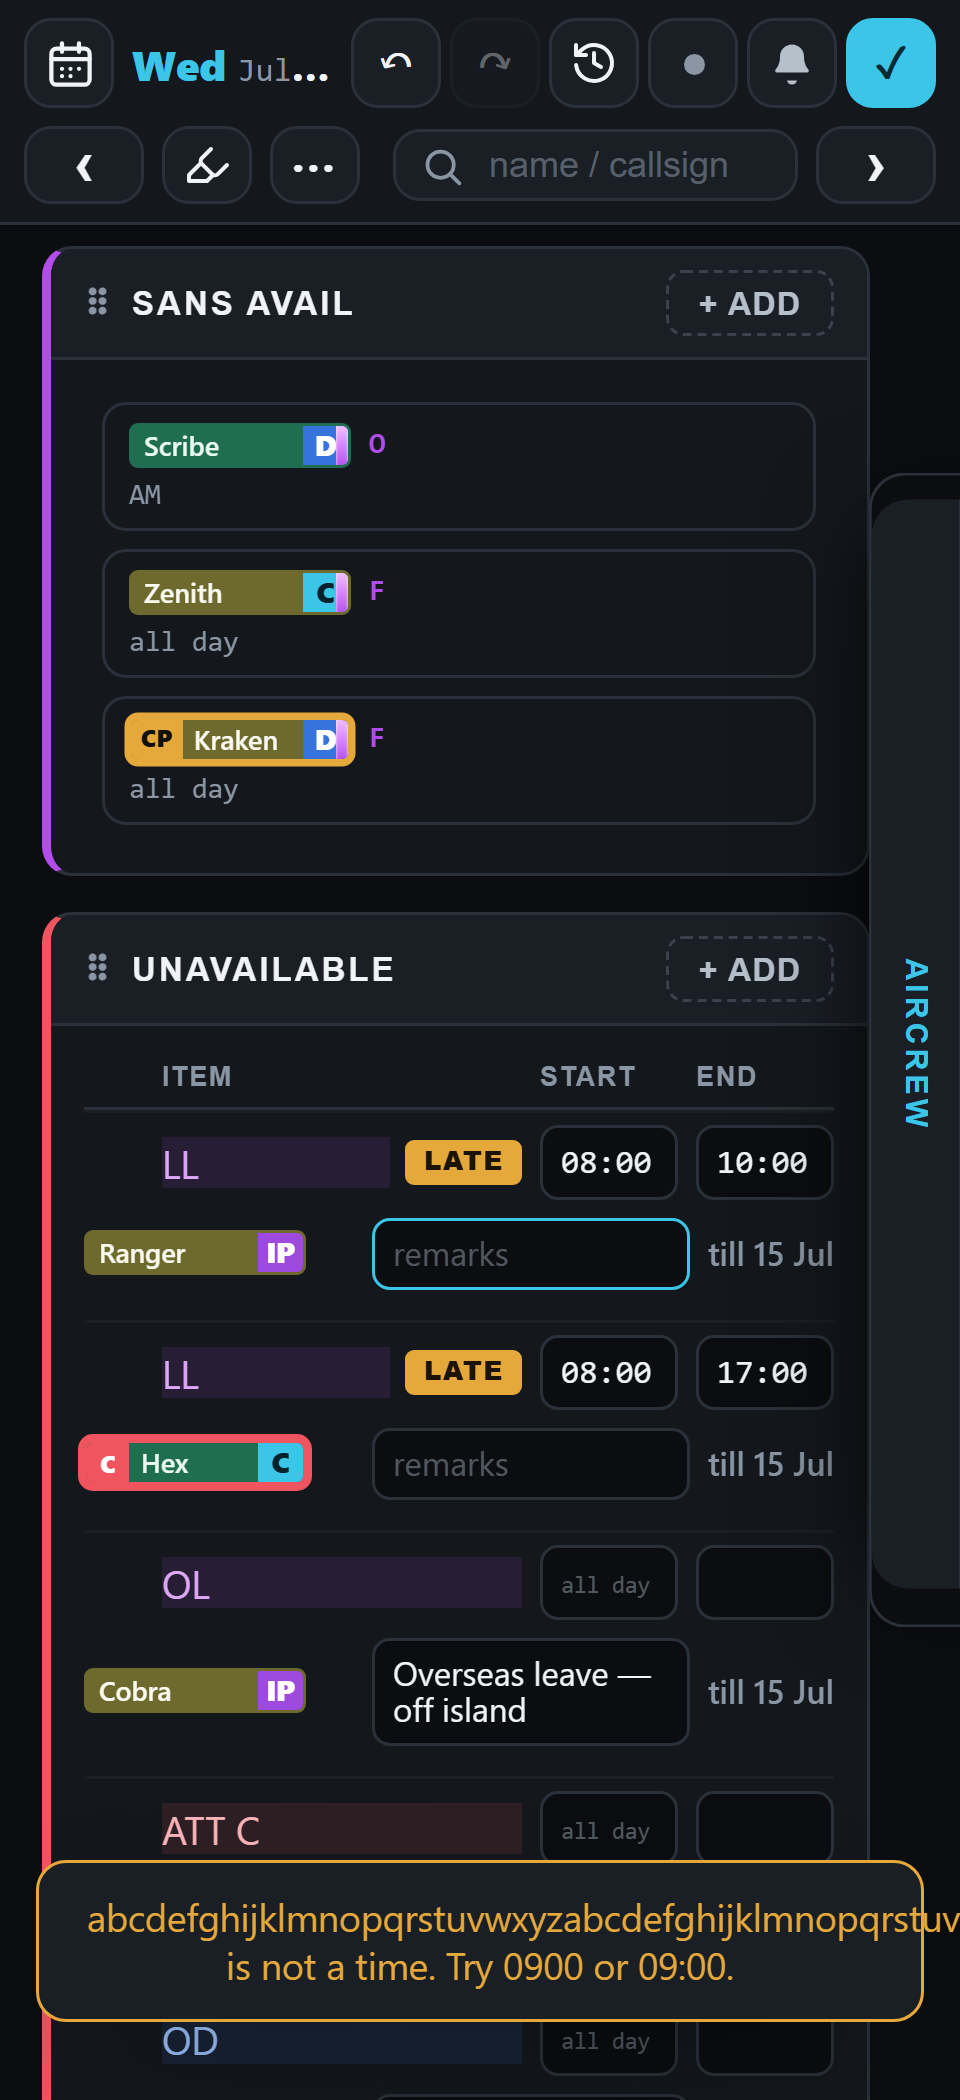 Wed Jul...
name / callsign
SANS AVAIL
+ ADD
Scribe D O
AM
Zenith C F
all day
CP Kraken D F
all day
UNAVAILABLE
+ ADD
AIRCREW
ITEM START END
LL LATE 08:00 10:00
Ranger IP remarks till 15 Jul
LL LATE 08:00 17:00
c Hex C remarks till 15 Jul
OL all day
Overseas leave —
Cobra IP till 15 Jul
off island
ATT C all day
abcdefghijklmnopqrstuvwxyzabcdefghijklmnopqrstuv
is not a time. Try 0900 or 09:00.
OD all day